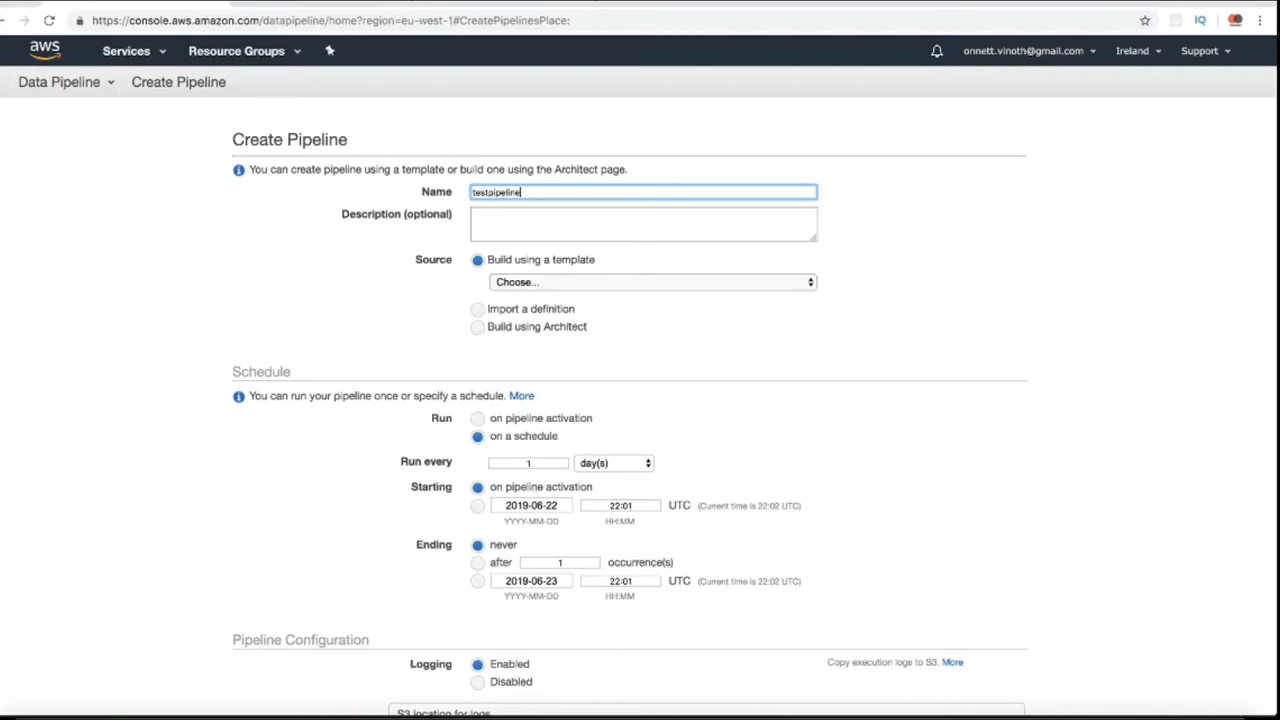 https://console.aws.amazon.com/datapipeline/home?region=eu-west-1#CreatePipelinesPlace:
IQ
aws Services Resource Groups onnett.vinoth@gmail.com Ireland Support
Data Pipeline Create Pipeline
Create Pipeline
You can create pipeline using a template or build one using the Architect page.
Name testpipeline
Description (optional)
Source Build using a template
Choose...
Import a definition
Build using Architect
Schedule
You can run your pipeline once or specify a schedule. More
Run on pipeline activation
on a schedule
Run every 1 day(s)
Starting on pipeline activation
2019-06-22 22:01 UTC (Current time is 22:02 UTC)
YYYY-MM-DD HH:MM
Ending never
after 1 occurrence(s)
2019-06-23 22:01 UTC (Current time is 22:02 UTC)
YYYY-MM-DD HH:MM
Pipeline Configuration
Logging Enabled Copy execution logs to S3. More
Disabled
S3 location for logs